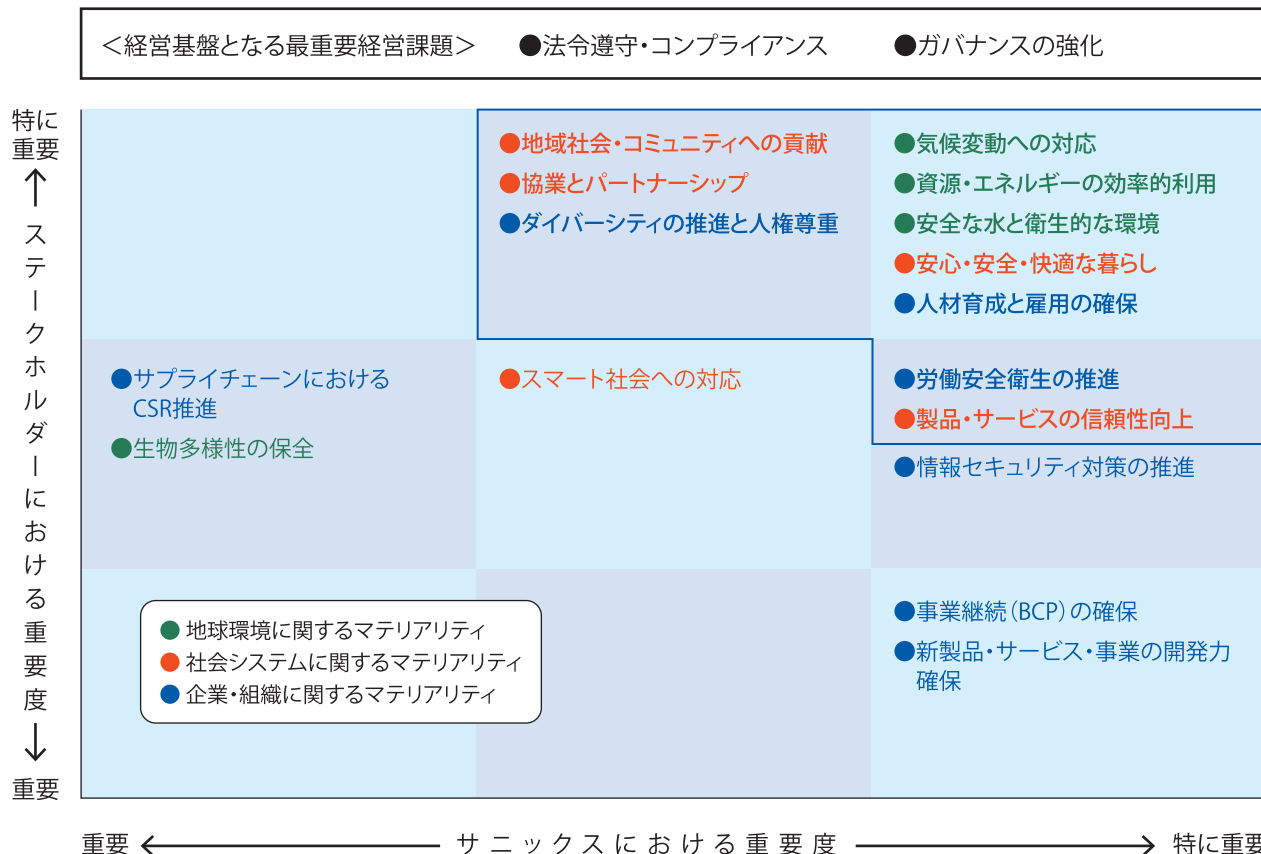 <経営基盤となる最重要経営課題> ●法令遵守・コンプライアンス ●ガバナンスの強化
特に
重要
ステークホルダーにおける重要度
重要
●地域社会・コミュニティへの貢献
●協業とパートナーシップ
●ダイバーシティの推進と人権尊重
●気候変動への対応
●資源・エネルギーの効率的利用
●安全な水と衛生的な環境
●安心・安全・快適な暮らし
●人材育成と雇用の確保
●サプライチェーンにおける
CSR推進
●生物多様性の保全
●スマート社会への対応
●労働安全衛生の推進
●製品・サービスの信頼性向上
●情報セキュリティ対策の推進
●事業継続(BCP)の確保
●新製品・サービス・事業の開発力
確保
●地球環境に関するマテリアリティ
●社会システムに関するマテリアリティ
●企業・組織に関するマテリアリティ
重要 サニックスにおける重要度 特に重要